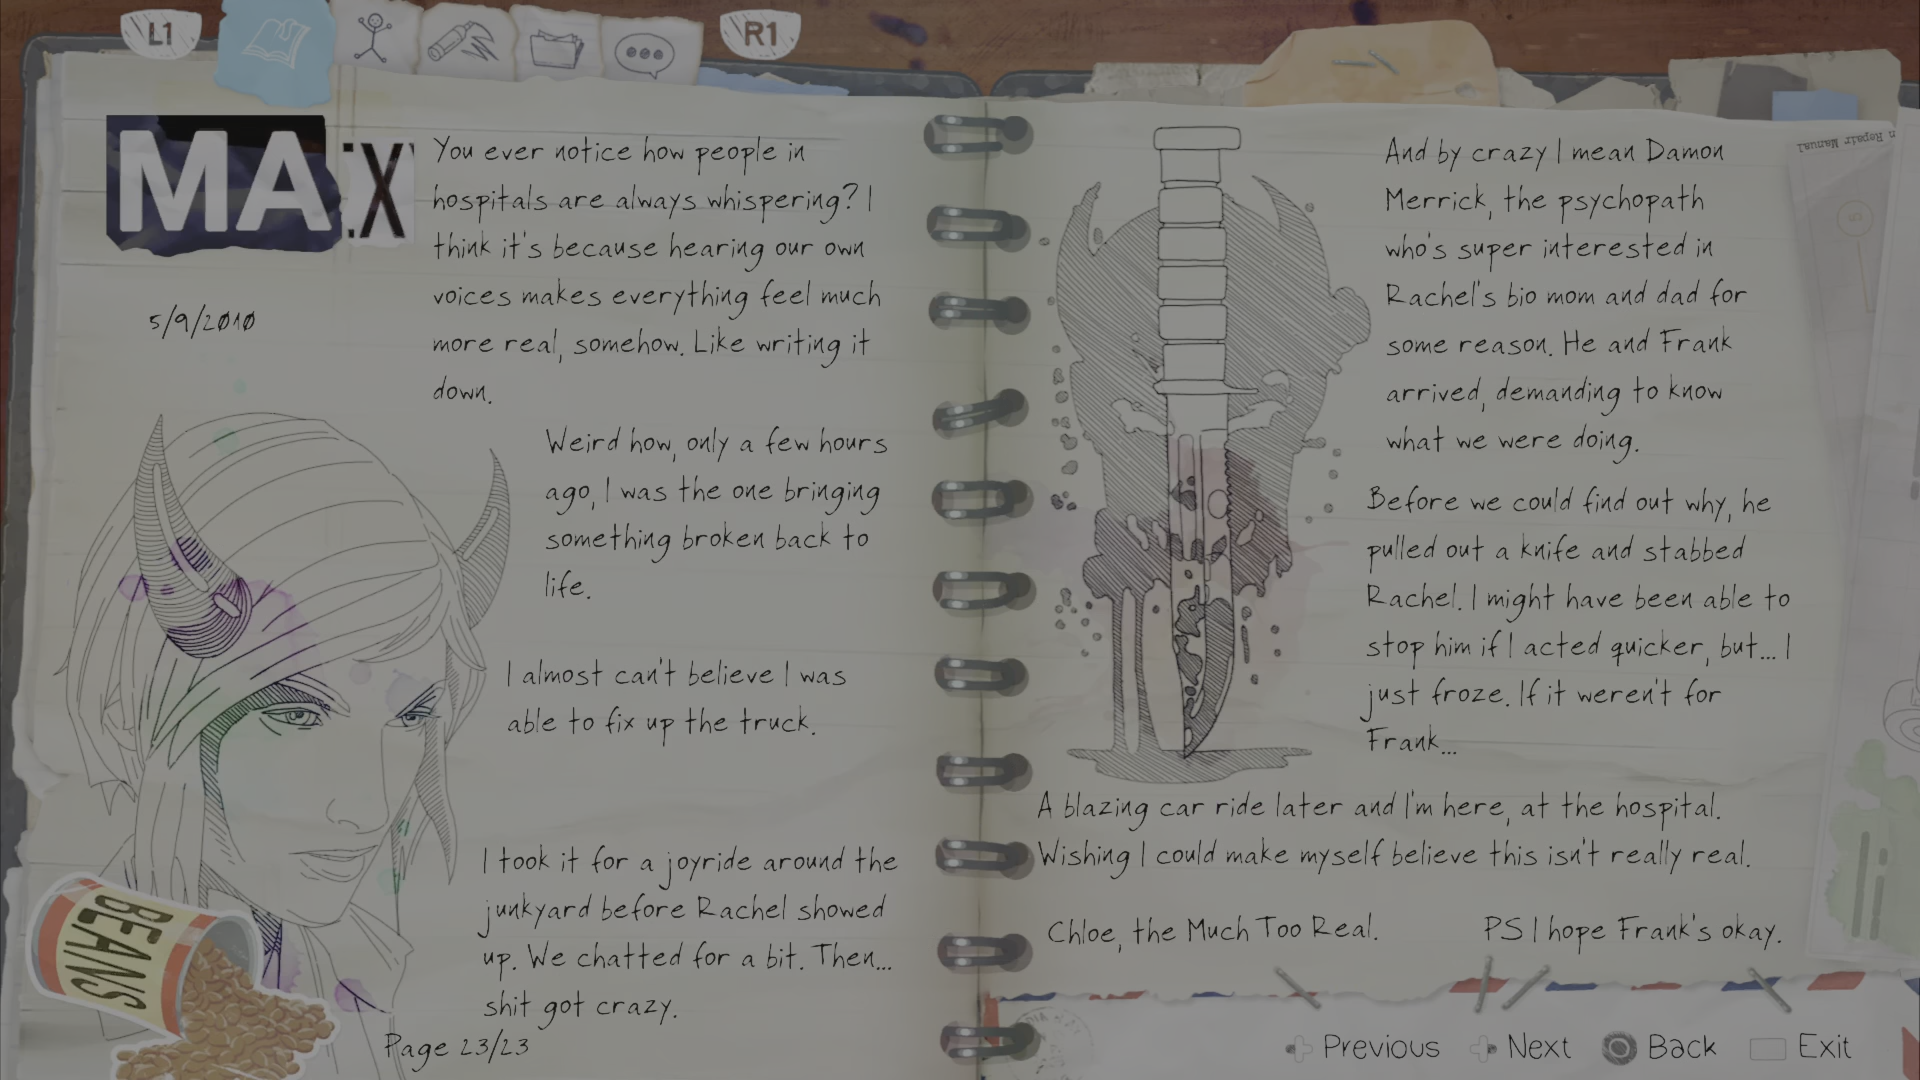 L1
R1
MAX
5/9/2010
You ever notice how people in
hospitals are always whispering? I
think it's because hearing our own
voices makes everything feel much
more real, somehow. Like writing it
down.
Weird how, only a few hours
ago, I was the one bringing
something broken back to
life.
I almost can't believe I was
able to fix up the truck.
I took it for a joyride around the
junkyard before Rachel showed
up. We chatted for a bit. Then...
shit got crazy.
BEANS
Page 23/23
And by crazy I mean Damon
Merrick, the psychopath
who's super interested in
Rachel's bio mom and dad for
some reason. He and Frank
arrived, demanding to know
what we were doing.
Before we could find out why, he
pulled out a knife and stabbed
Rachel. I might have been able to
stop him if I acted quicker, but... I
just froze. If it weren't for
Frank...
A blazing car ride later and I'm here, at the hospital.
Wishing I could make myself believe this isn't really real.
Chloe, the Much Too Real.
PS I hope Frank's okay.
n Repair Manual
Previous
Next
Back
Exit